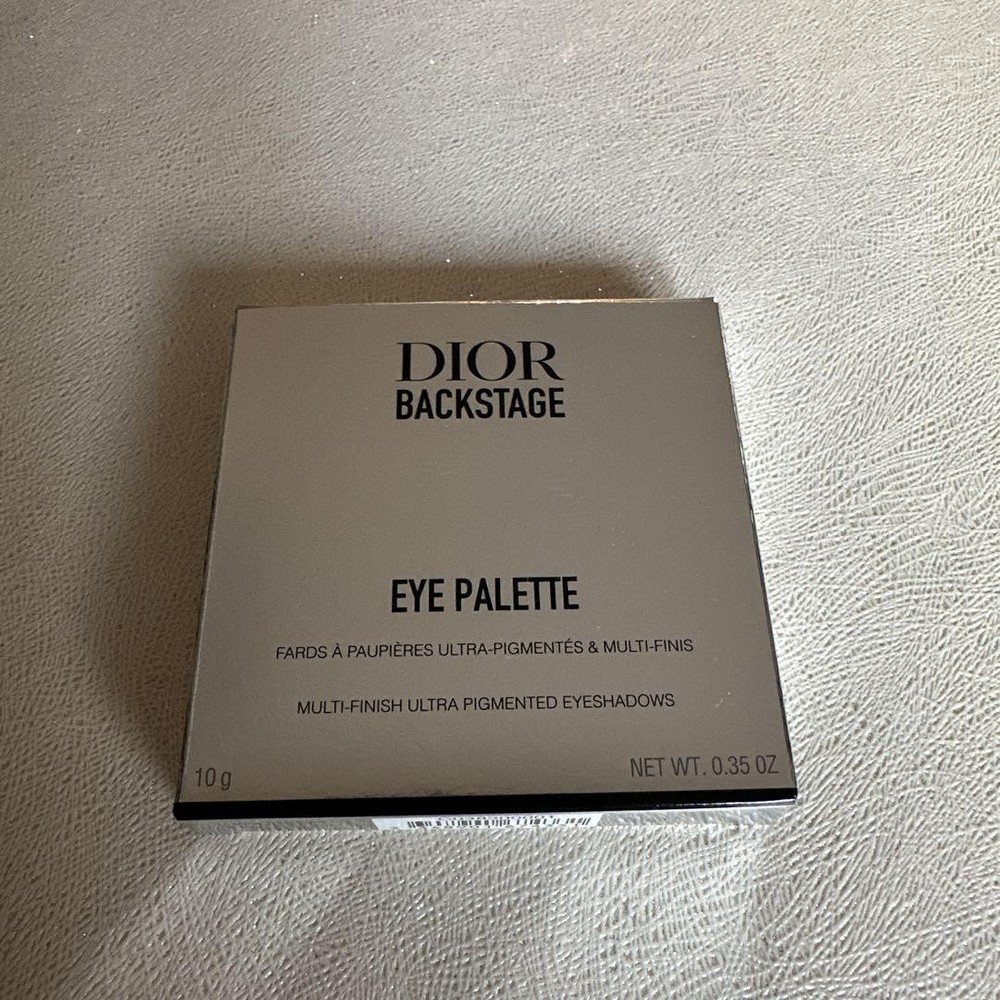 DIOR
BACKSTAGE
EYE PALETTE
FARDS À PAUPIÈRES ULTRA-PIGMENTÉS & MULTI-FINIS
MULTI-FINISH ULTRA PIGMENTED EYESHADOWS
10 g
NET WT. 0.35 OZ